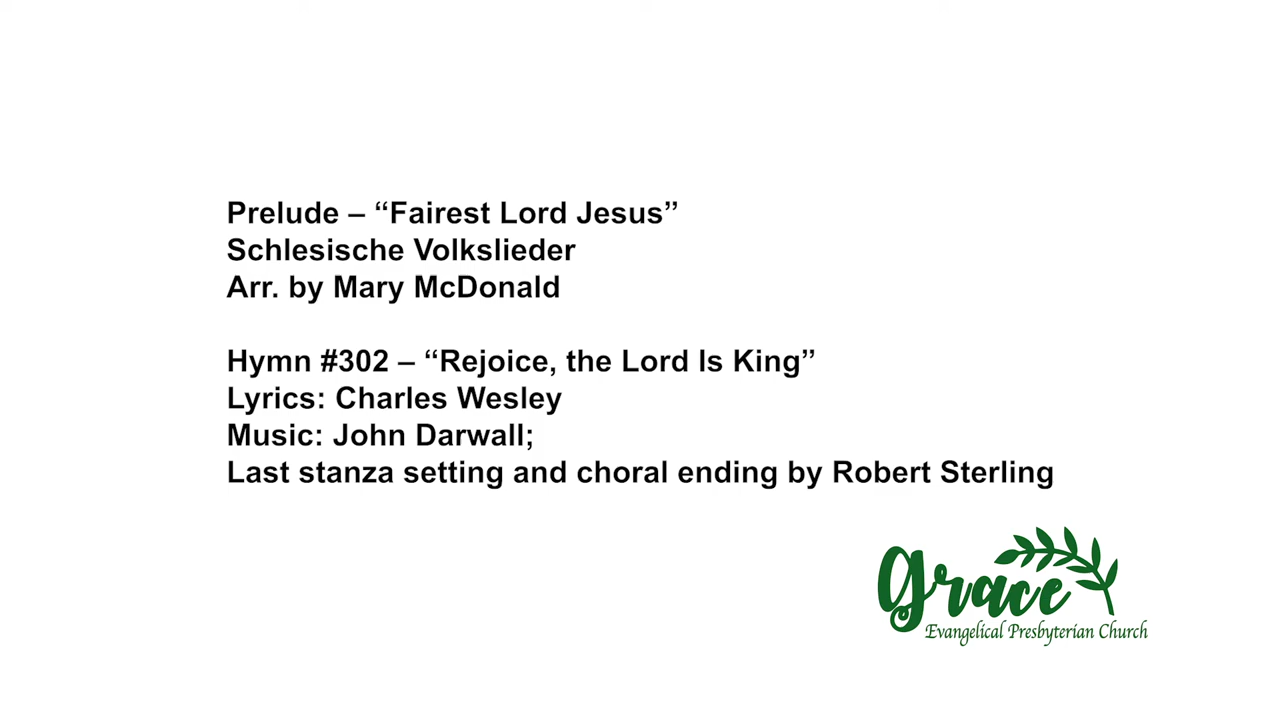 Prelude – “Fairest Lord Jesus”
Schlesische Volkslieder
Arr. by Mary McDonald
Hymn #302 – “Rejoice, the Lord Is King”
Lyrics: Charles Wesley
Music: John Darwall;
Last stanza setting and choral ending by Robert Sterling
grace
Evangelical Presbyterian Church